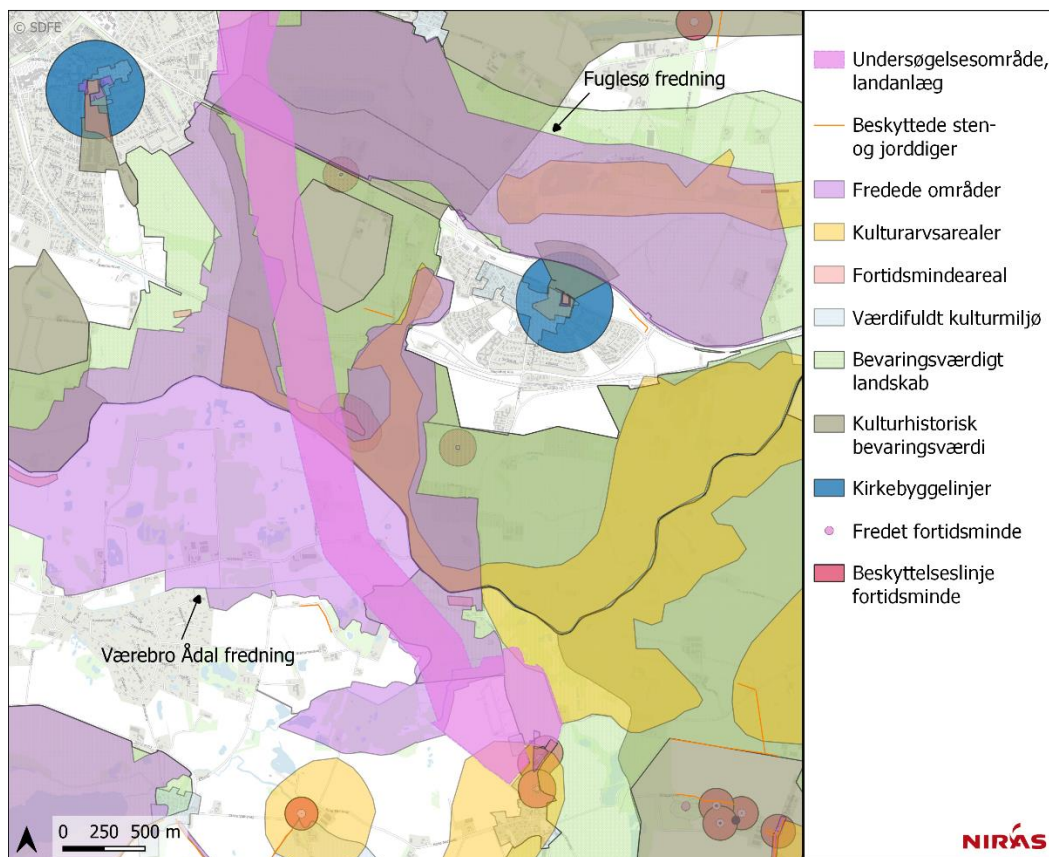 © SDFE
Fuglesø fredning
Værebro Ådal fredning
0 250 500 m
Undersøgelsesområde,
landanlæg
Beskyttede sten-
og jorddiger
Fredede områder
Kulturarvsarealer
Fortidsmindeareal
Værdifuldt kulturmiljø
Bevaringsværdigt
landskab
Kulturhistorisk
bevaringsværdi
Kirkebyggelinjer
Fredet fortidsminde
Beskyttelseslinje
fortidsminde
NIRAS